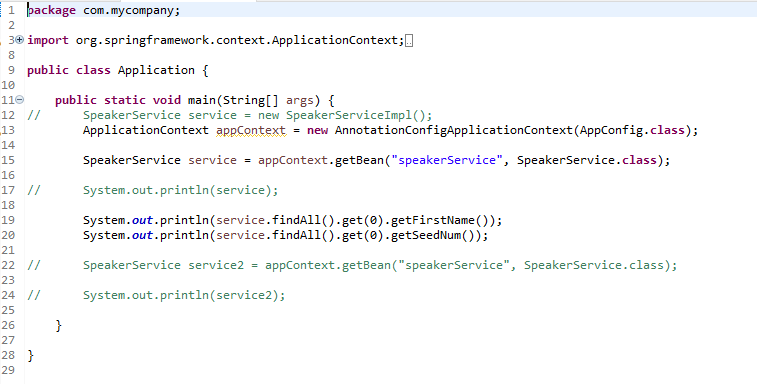 1 package com.mycompany;
2
3 import org.springframework.context.ApplicationContext;
8
9 public class Application {
10
11     public static void main(String[] args) {
12 //      SpeakerService service = new SpeakerServiceImpl();
13         ApplicationContext appContext = new AnnotationConfigApplicationContext(AppConfig.class);
14
15         SpeakerService service = appContext.getBean("speakerService", SpeakerService.class);
16
17 //      System.out.println(service);
18
19         System.out.println(service.findAll().get(0).getFirstName());
20         System.out.println(service.findAll().get(0).getSeedNum());
21
22 //      SpeakerService service2 = appContext.getBean("speakerService", SpeakerService.class);
23
24 //      System.out.println(service2);
25
26     }
27
28 }
29